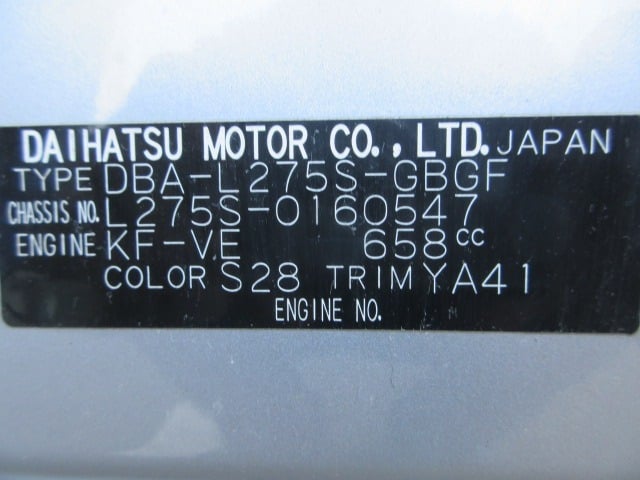 DAIHATSU MOTOR CO., LTD. JAPAN
TYPE DBA-L275S-GBGF
CHASSIS NO. L275S-0160547
ENGINE KF-VE 658cc
COLOR S28 TRIM YA41
ENGINE NO.